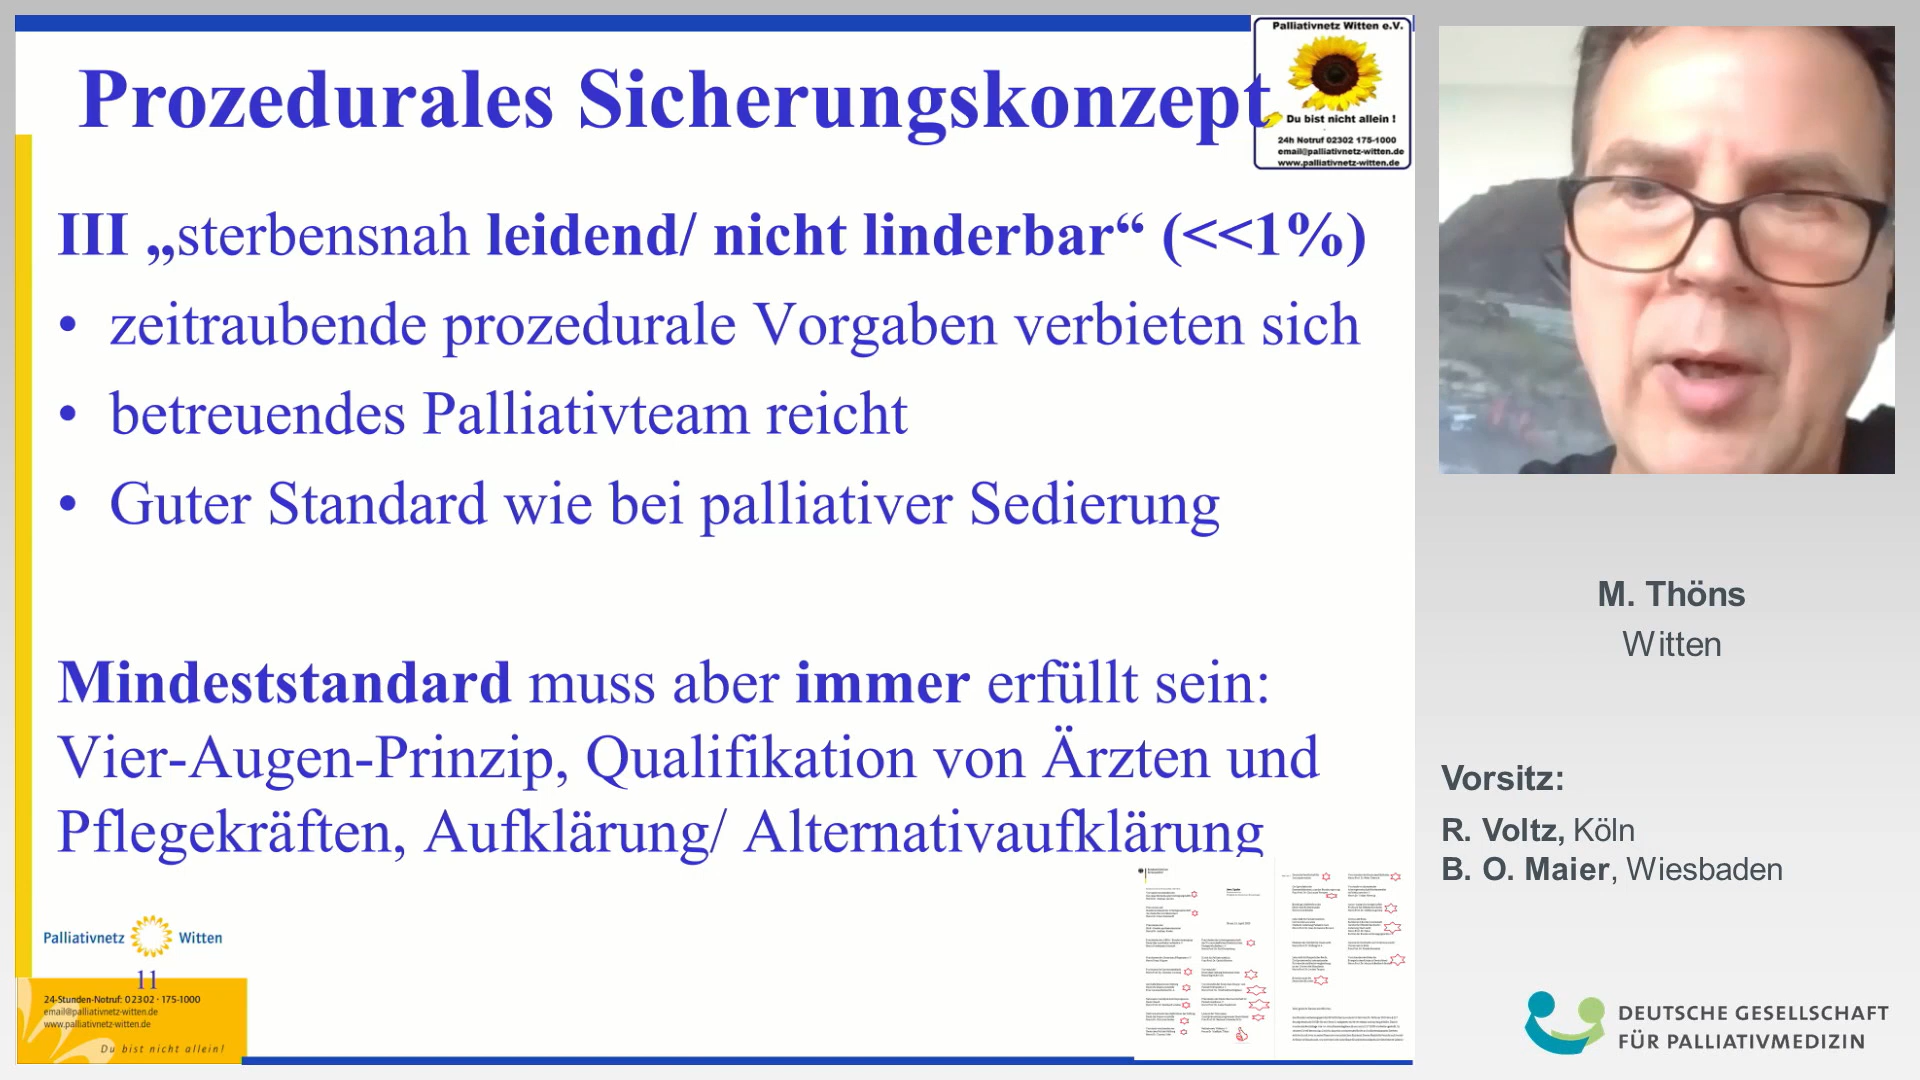 Palliativnetz Witten e.V.
Prozedurales Sicherungskonzept
Du bist nicht allein !
24h Notruf 02302 175-1000
email@palliativnetz-witten.de
www.palliativnetz-witten.de
III „sterbensnah leidend/ nicht linderbar“ (<<1%)
• zeitraubende prozedurale Vorgaben verbieten sich
• betreuendes Palliativteam reicht
• Guter Standard wie bei palliativer Sedierung
Mindeststandard muss aber immer erfüllt sein:
Vier-Augen-Prinzip, Qualifikation von Ärzten und
Pflegekräften, Aufklärung/ Alternativaufklärung
Palliativnetz Witten
11
24-Stunden-Notruf: 02302 · 175-1000
email@palliativnetz-witten.de
www.palliativnetz-witten.de
Du bist nicht allein!
M. Thöns
Witten
Vorsitz:
R. Voltz, Köln
B. O. Maier, Wiesbaden
DEUTSCHE GESELLSCHAFT
FÜR PALLIATIVMEDIZIN